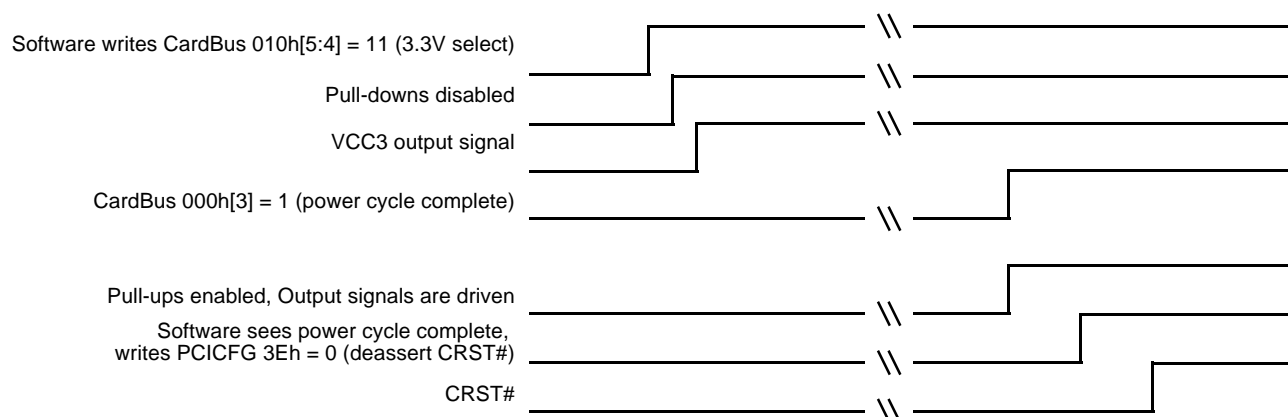 Software writes CardBus 010h[5:4] = 11 (3.3V select)
Pull-downs disabled
VCC3 output signal
CardBus 000h[3] = 1 (power cycle complete)
Pull-ups enabled, Output signals are driven
Software sees power cycle complete,
writes PCICFG 3Eh = 0 (deassert CRST#)
CRST#